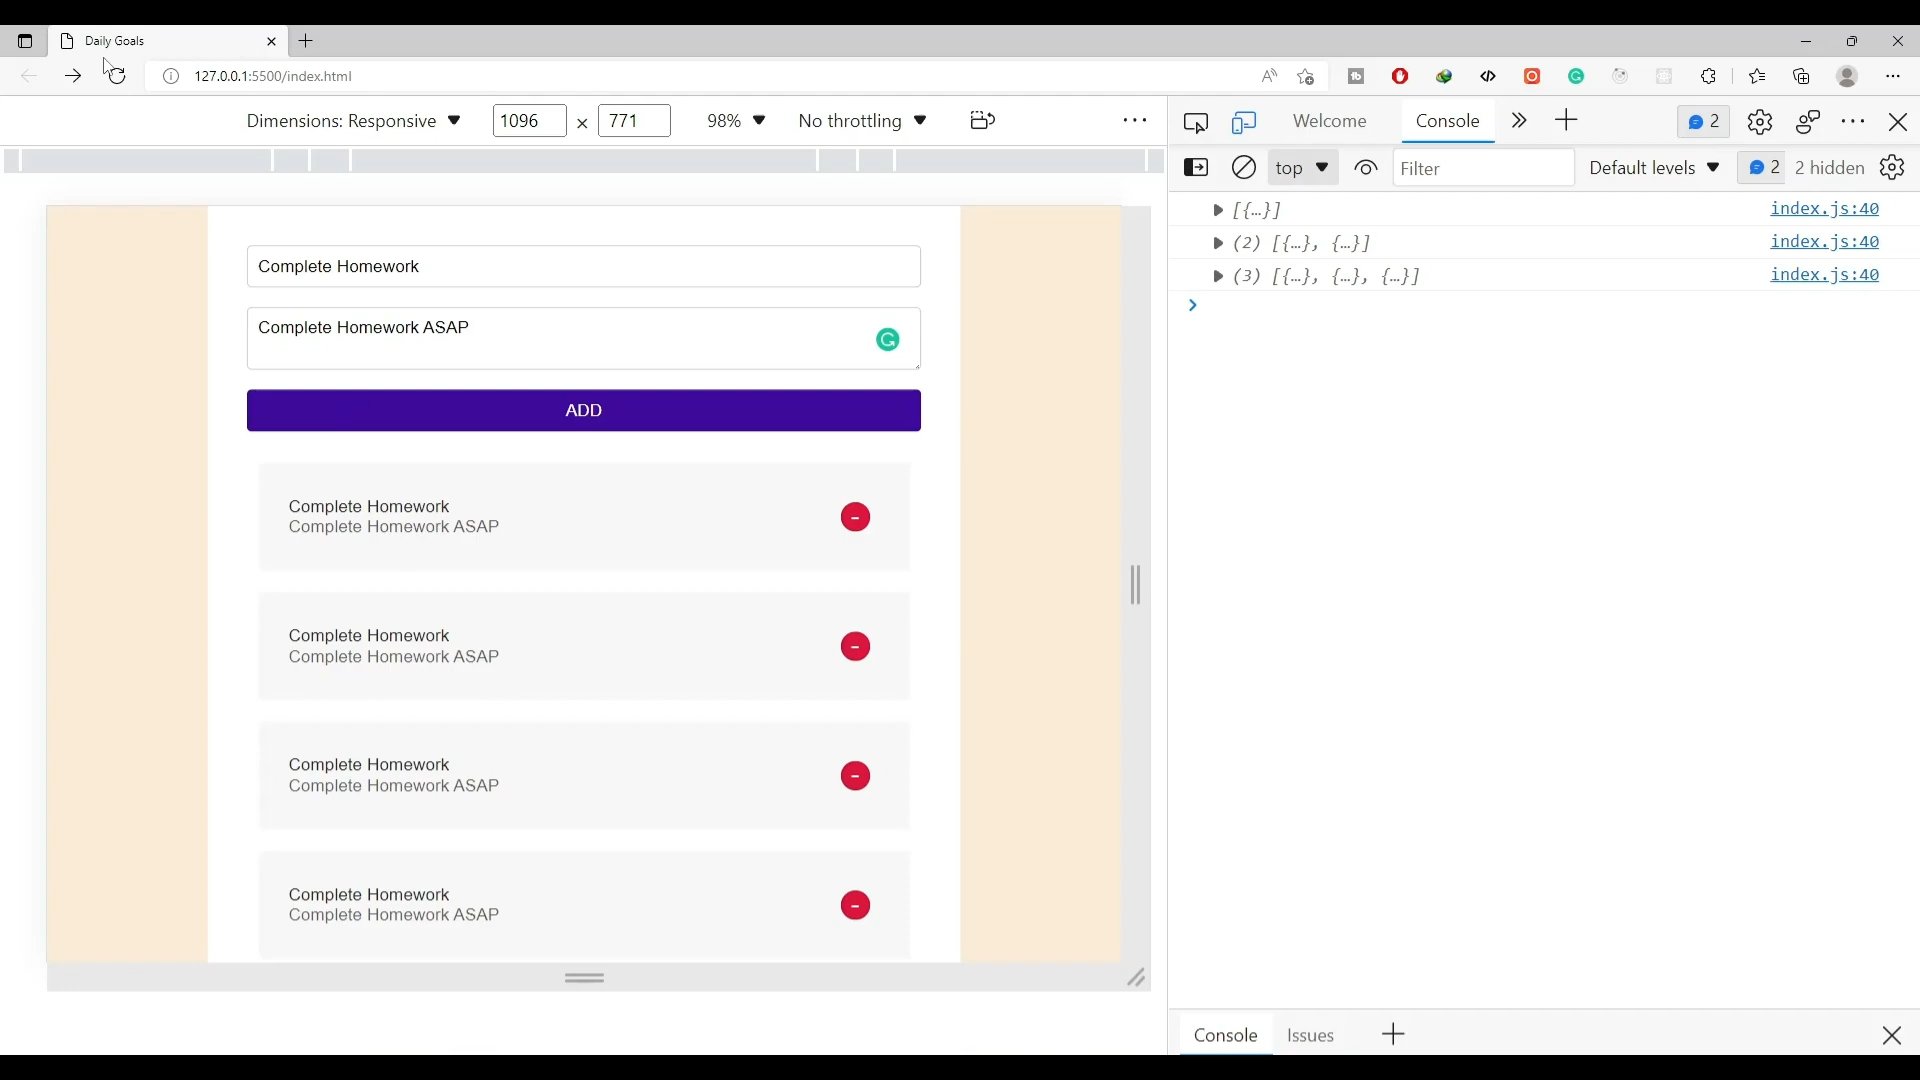 Daily Goals
127.0.0.1:5500/index.html
Dimensions: Responsive 1096 × 771 98% No throttling
Welcome Console 2
top Filter Default levels 2 2 hidden
[{…}] index.js:40
(2) [{…}, {…}] index.js:40
(3) [{…}, {…}, {…}] index.js:40
Complete Homework
Complete Homework ASAP
ADD
Complete Homework
Complete Homework ASAP
-
Complete Homework
Complete Homework ASAP
-
Complete Homework
Complete Homework ASAP
-
Complete Homework
Complete Homework ASAP
-
Console Issues